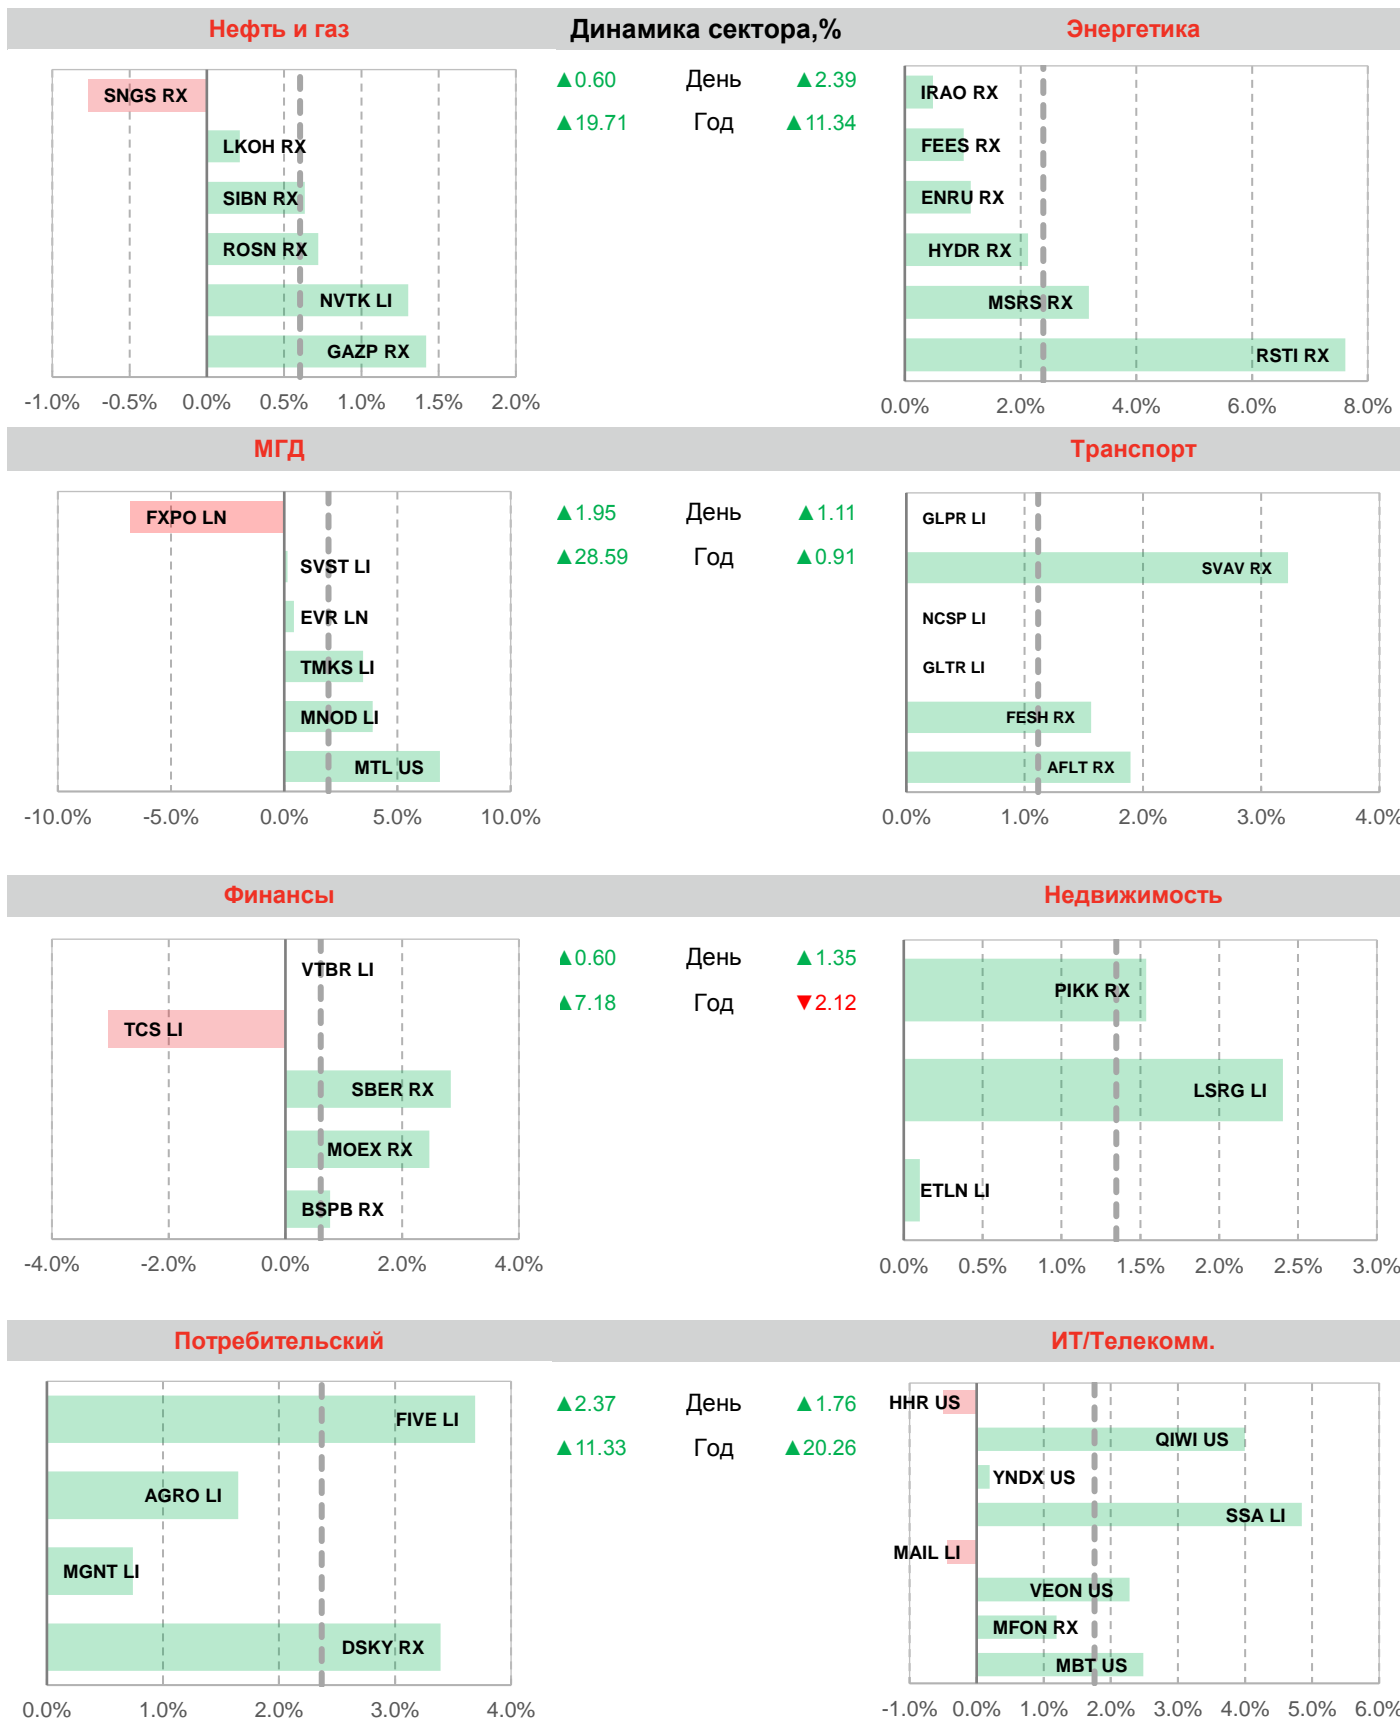 Нефть и газ
Динамика сектора,%
Энергетика
SNGS RX
LKOH RX
SIBN RX
ROSN RX
NVTK LI
GAZP RX
-1.0% -0.5% 0.0% 0.5% 1.0% 1.5% 2.0%
▲0.60 День ▲2.39
▲19.71 Год ▲11.34
IRAO RX
FEES RX
ENRU RX
HYDR RX
MSRS RX
RSTI RX
0.0% 2.0% 4.0% 6.0% 8.0%
МГД
Транспорт
FXPO LN
SVST LI
EVR LN
TMKS LI
MNOD LI
MTL US
-10.0% -5.0% 0.0% 5.0% 10.0%
▲1.95 День ▲1.11
▲28.59 Год ▲0.91
GLPR LI
SVAV RX
NCSP LI
GLTR LI
FESH RX
AFLT RX
0.0% 1.0% 2.0% 3.0% 4.0%
Финансы
Недвижимость
VTBR LI
TCS LI
SBER RX
MOEX RX
BSPB RX
-4.0% -2.0% 0.0% 2.0% 4.0%
▲0.60 День ▲1.35
▲7.18 Год ▼2.12
PIKK RX
LSRG LI
ETLN LI
0.0% 0.5% 1.0% 1.5% 2.0% 2.5% 3.0%
Потребительский
ИТ/Телекомм.
FIVE LI
AGRO LI
MGNT LI
DSKY RX
0.0% 1.0% 2.0% 3.0% 4.0%
▲2.37 День ▲1.76
▲11.33 Год ▲20.26
HHR US
QIWI US
YNDX US
SSA LI
MAIL LI
VEON US
MFON RX
MBT US
-1.0% 0.0% 1.0% 2.0% 3.0% 4.0% 5.0% 6.0%